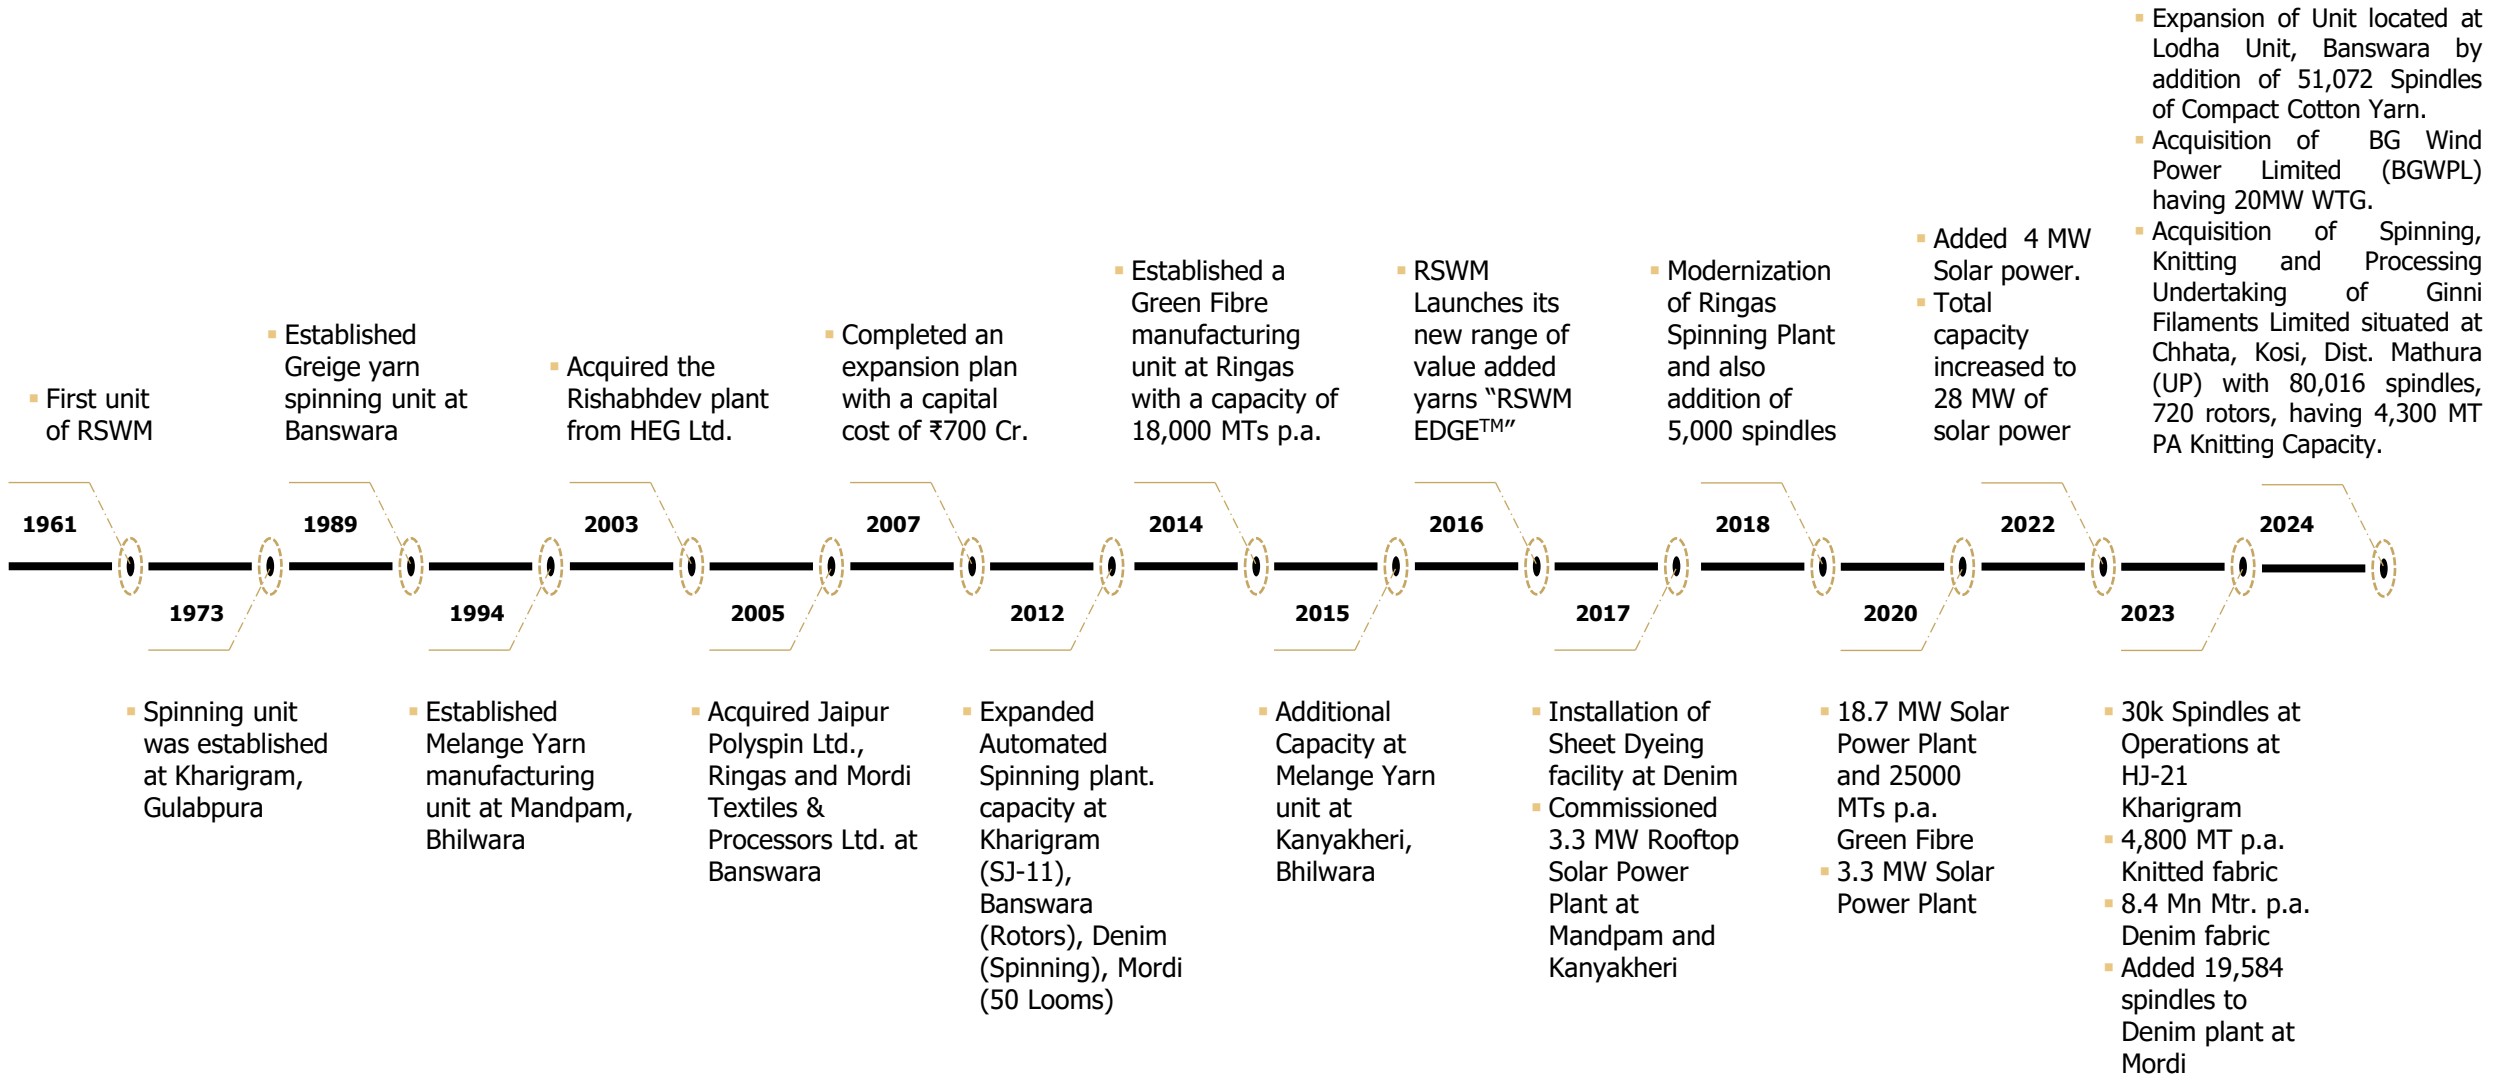 1961
First unit
of RSWM
1973
Spinning unit
was established
at Kharigram,
Gulabpura
1989
Established
Greige yarn
spinning unit at
Banswara
1994
Established
Melange Yarn
manufacturing
unit at Mandpam,
Bhilwara
2003
Acquired the
Rishabhdev plant
from HEG Ltd.
2005
Acquired Jaipur
Polyspin Ltd.,
Ringas and Mordi
Textiles &
Processors Ltd. at
Banswara
2007
Completed an
expansion plan
with a capital
cost of ₹700 Cr.
2012
Expanded
Automated
Spinning plant.
capacity at
Kharigram
(SJ-11),
Banswara
(Rotors), Denim
(Spinning), Mordi
(50 Looms)
2014
Established a
Green Fibre
manufacturing
unit at Ringas
with a capacity of
18,000 MTs p.a.
2015
Additional
Capacity at
Melange Yarn
unit at
Kanyakheri,
Bhilwara
2016
RSWM
Launches its
new range of
value added
yarns “RSWM
EDGE™”
2017
Installation of
Sheet Dyeing
facility at Denim
Commissioned
3.3 MW Rooftop
Solar Power
Plant at
Mandpam and
Kanyakheri
2018
Modernization
of Ringas
Spinning Plant
and also
addition of
5,000 spindles
2020
18.7 MW Solar
Power Plant
and 25000
MTs p.a.
Green Fibre
3.3 MW Solar
Power Plant
2022
Added 4 MW
Solar power.
Total
capacity
increased to
28 MW of
solar power
2023
30k Spindles at
Operations at
HJ-21
Kharigram
4,800 MT p.a.
Knitted fabric
8.4 Mn Mtr. p.a.
Denim fabric
Added 19,584
spindles to
Denim plant at
Mordi
2024
Expansion of Unit located at
Lodha Unit, Banswara by
addition of 51,072 Spindles
of Compact Cotton Yarn.
Acquisition of BG Wind
Power Limited (BGWPL)
having 20MW WTG.
Acquisition of Spinning,
Knitting and Processing
Undertaking of Ginni
Filaments Limited situated at
Chhata, Kosi, Dist. Mathura
(UP) with 80,016 spindles,
720 rotors, having 4,300 MT
PA Knitting Capacity.